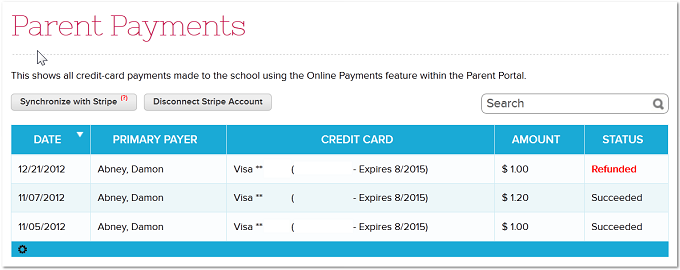 Parent Payments
This shows all credit-card payments made to the school using the Online Payments feature within the Parent Portal.
Synchronize with Stripe (?) Disconnect Stripe Account Search
DATE PRIMARY PAYER CREDIT CARD AMOUNT STATUS
12/21/2012 Abney, Damon Visa ** ( - Expires 8/2015) $ 1.00 Refunded
11/07/2012 Abney, Damon Visa ** ( - Expires 8/2015) $ 1.20 Succeeded
11/05/2012 Abney, Damon Visa ** ( - Expires 8/2015) $ 1.00 Succeeded